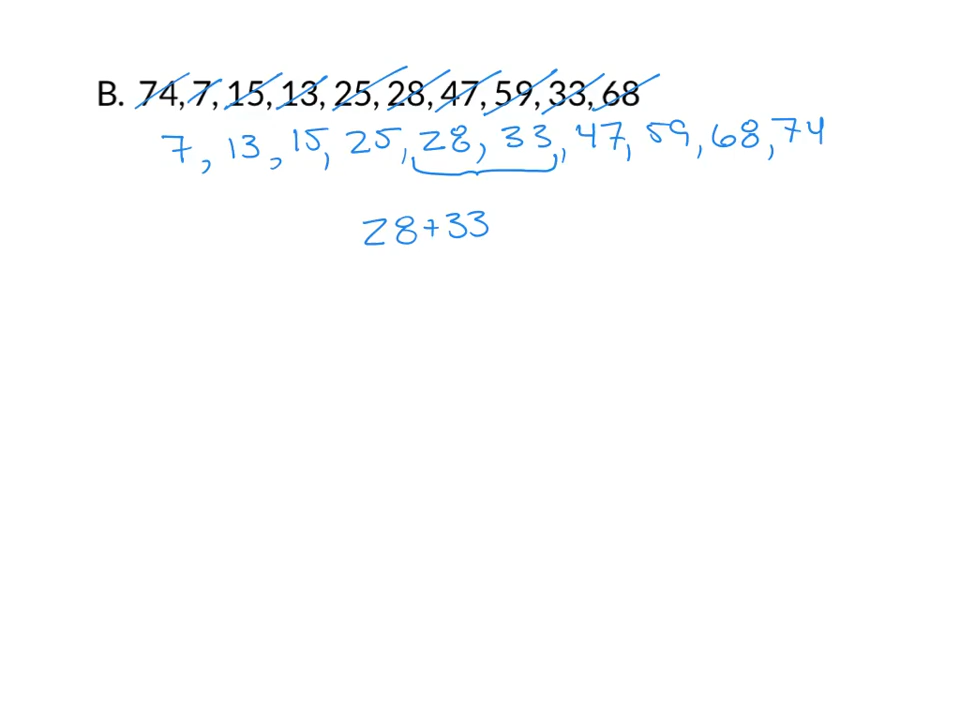 B. 74, 7, 15, 13, 25, 28, 47, 59, 33, 68
7, 13, 15, 25, 28, 33, 47, 59, 68, 74
28+33